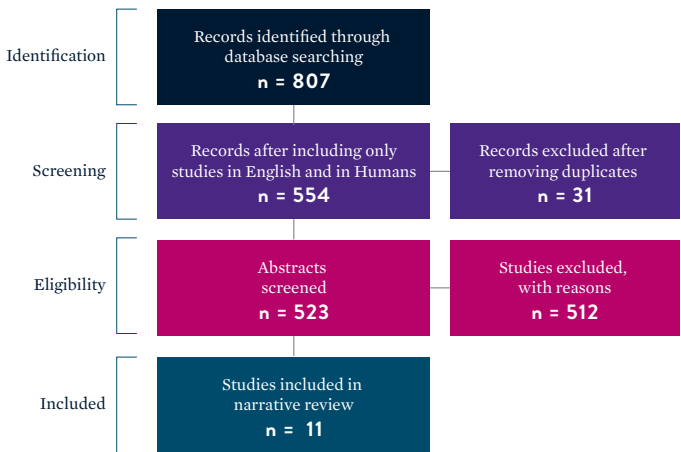 Identification
Records identified through
database searching
n = 807
Screening
Records after including only
studies in English and in Humans
n = 554
Records excluded after
removing duplicates
n = 31
Eligibility
Abstracts
screened
n = 523
Studies excluded,
with reasons
n = 512
Included
Studies included in
narrative review
n = 11